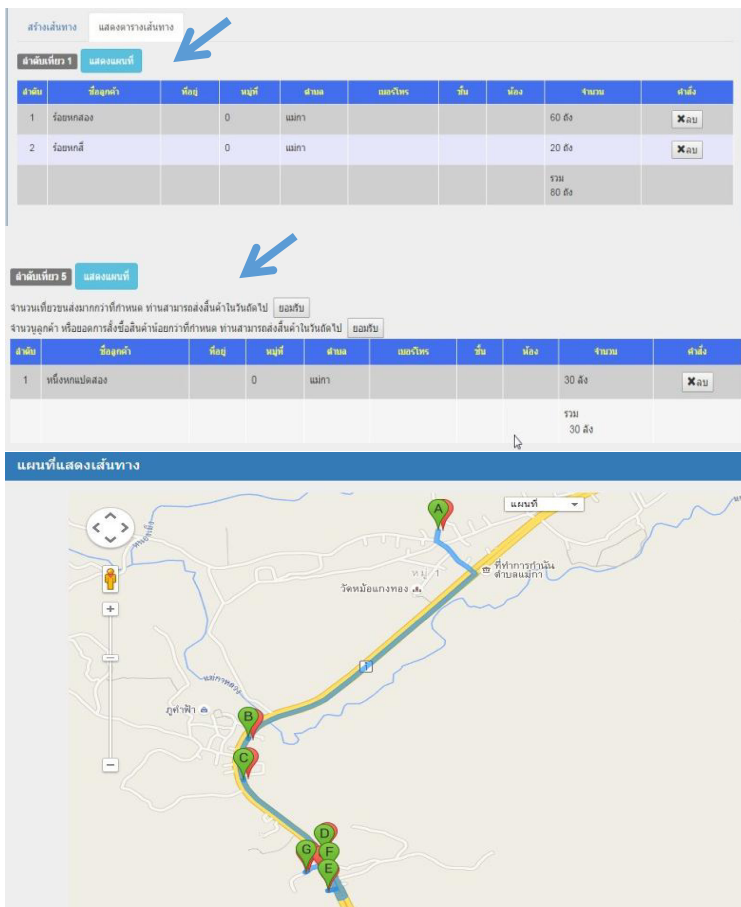 สร้างเส้นทาง แสดงตารางเส้นทาง
ลำดับเที่ยว 1 แสดงแผนที่
ลำดับ ชื่อลูกค้า ที่อยู่ หมู่ที่ ตำบล เบอร์โทร ชั้น ห้อง จำนวน คำสั่ง
1 ร้อยหกสอง 0 แม่กา 60 ถัง ลบ
2 ร้อยหกสี่ 0 แม่กา 20 ถัง ลบ
รวม
80 ถัง
ลำดับเที่ยว 5 แสดงแผนที่
จำนวนเที่ยวขนส่งมากกว่าที่กำหนด ท่านสามารถส่งสิ้นค้าในวันถัดไป ยอมรับ
จำนวนูลูกค้า หรือยอดการสั่งซื้อสินค้าน้อยกว่าที่กำหนด ท่านสามารถส่งสิ้นค้าในวันถัดไป ยอมรับ
ลำดับ ชื่อลูกค้า ที่อยู่ หมู่ที่ ตำบล เบอร์โทร ชั้น ห้อง จำนวน คำสั่ง
1 หนึ่งหกแปดสอง 0 แม่กา 30 ลัง ลบ
รวม
30 ลัง
แผนที่แสดงเส้นทาง
A แผนที่
หมู่ 1 ที่ทำการกำนัน
ตำบลแม่กา
วัดหม้อแกงทอง
1
แม่กาหลวง
ภูคำฟ้า B
C
D
G F
E